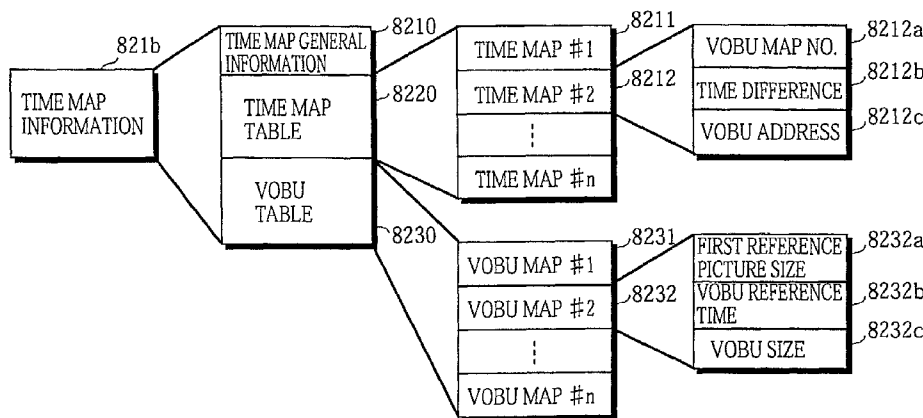 821b
TIME MAP
INFORMATION
8210
TIME MAP GENERAL
INFORMATION
8220
TIME MAP
TABLE
VOBU
TABLE
8230
8211
TIME MAP #1
8212
TIME MAP #2
TIME MAP #n
8212a
VOBU MAP NO.
8212b
TIME DIFFERENCE
8212c
VOBU ADDRESS
8231
VOBU MAP #1
8232
VOBU MAP #2
VOBU MAP #n
8232a
FIRST REFERENCE
PICTURE SIZE
8232b
VOBU REFERENCE
TIME
8232c
VOBU SIZE